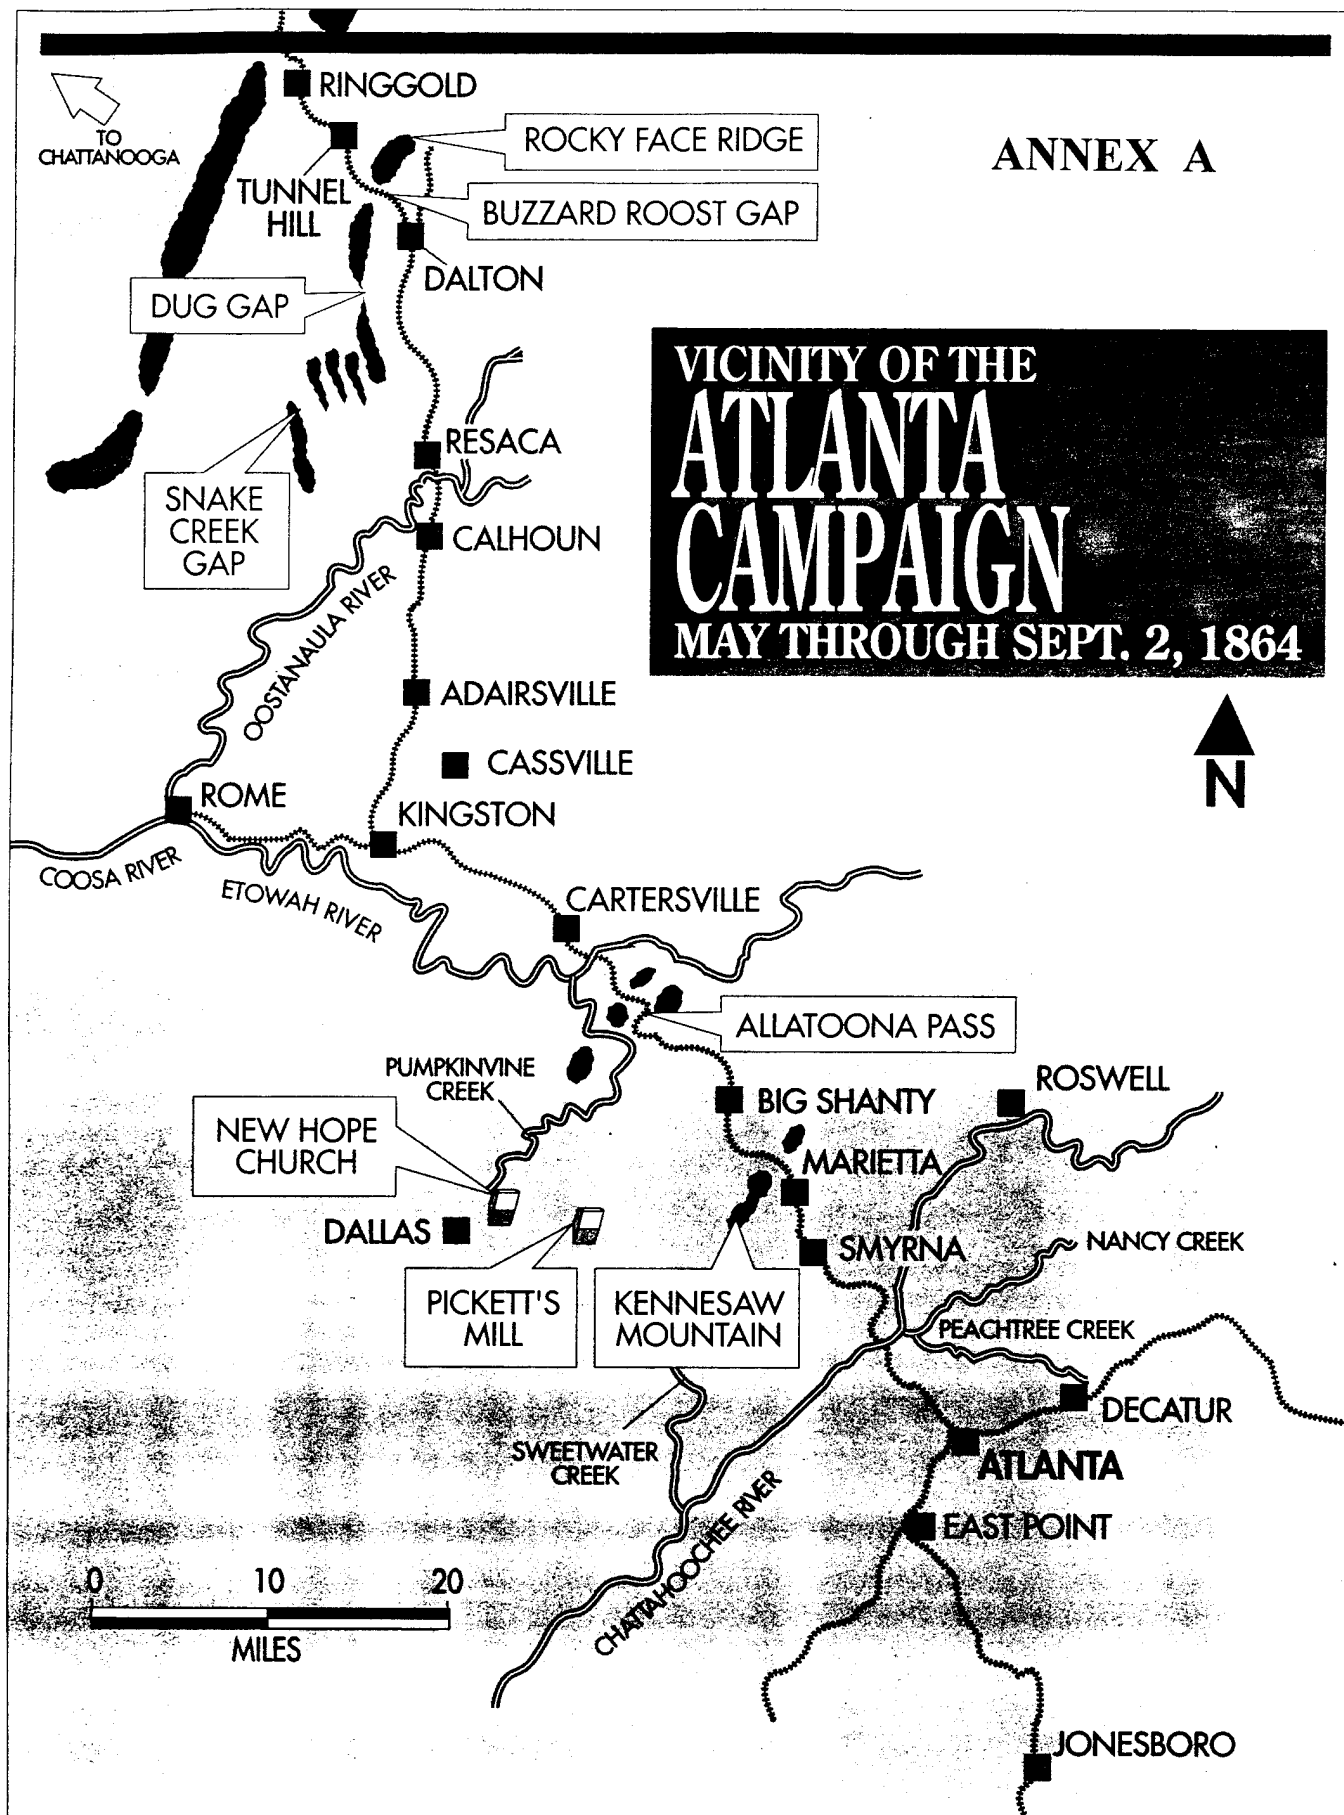 RINGGOLD
TO
CHATTANOOGA
ROCKY FACE RIDGE
ANNEX A
TUNNEL
HILL
BUZZARD ROOST GAP
DALTON
DUG GAP
VICINITY OF THE
ATLANTA
CAMPAIGN
MAY THROUGH SEPT. 2, 1864
RESACA
SNAKE
CREEK
GAP
CALHOUN
OOSTANAULA RIVER
ADAIRSVILLE
CASSVILLE
N
ROME
KINGSTON
COOSA RIVER
ETOWAH RIVER
CARTERSVILLE
ALLATOONA PASS
PUMPKINVINE
CREEK
ROSWELL
BIG SHANTY
NEW HOPE
CHURCH
MARIETTA
DALLAS
SMYRNA
NANCY CREEK
PICKETT'S
MILL
KENNESAW
MOUNTAIN
PEACHTREE CREEK
DECATUR
SWEETWATER
CREEK
ATLANTA
CHATTAHOOCHEE RIVER
EAST POINT
0 10 20
MILES
JONESBORO